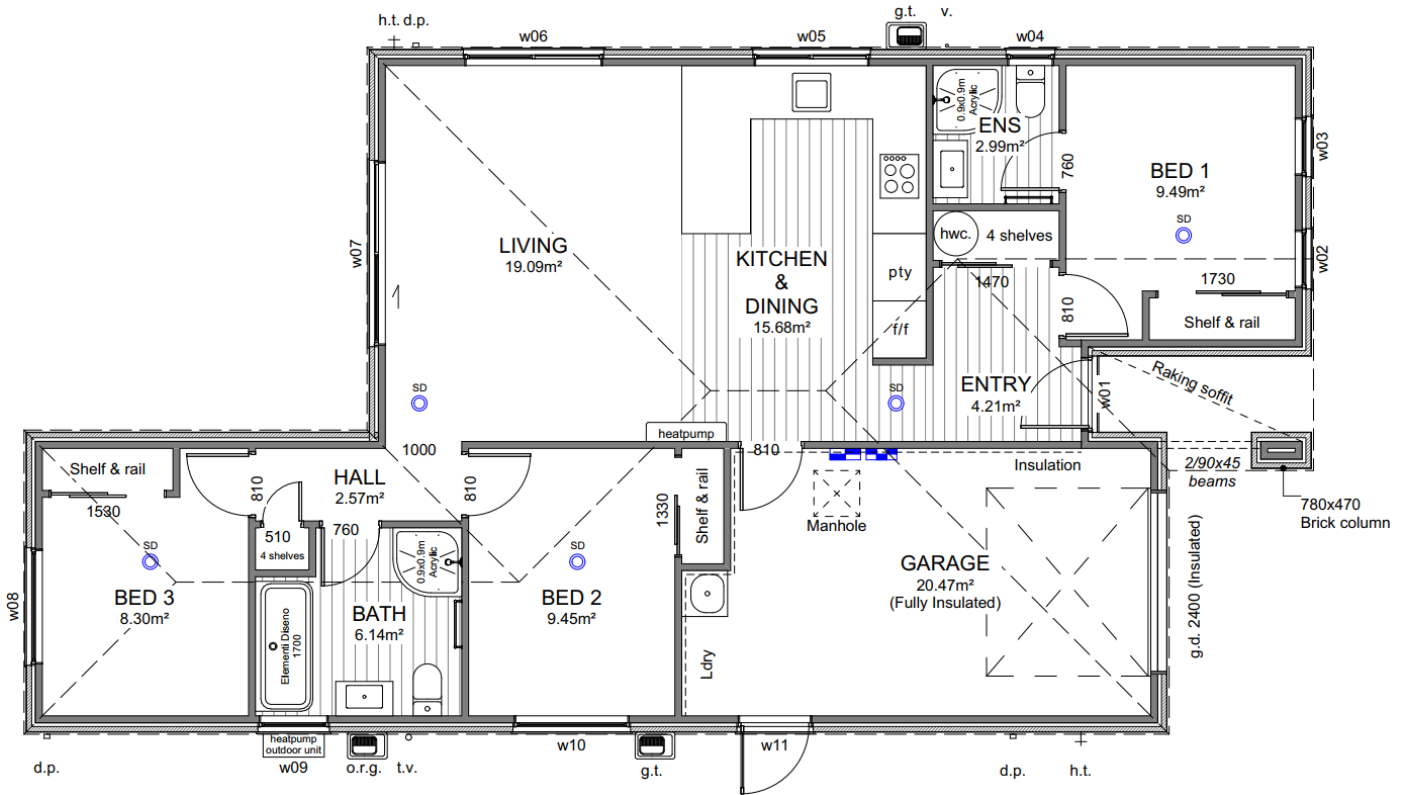 h.t. d.p.
g.t.
v.
w06
w05
w04
0.9x0.9m
Acrylic
ENS
2.99m²
760
BED 1
9.49m²
SD
w03
w02
w07
LIVING
19.09m²
KITCHEN
&
DINING
15.68m²
hwc.
4 shelves
pty
f/f
1470
810
1730
Shelf & rail
SD
SD
ENTRY
4.21m²
w01
Raking soffit
heatpump
1000
810
Insulation
2/90x45
beams
780x470
Brick column
Shelf & rail
1530
810
HALL
2.57m²
810
1330
Shelf & rail
Manhole
510
4 shelves
760
SD
0.9x0.9m
Acrylic
SD
GARAGE
20.47m²
(Fully Insulated)
g.d. 2400 (Insulated)
w08
BED 3
8.30m²
Elementi Diseno
1700
BATH
6.14m²
BED 2
9.45m²
Ldry
heatpump
outdoor unit
w09
w10
w11
d.p.
o.r.g.
t.v.
g.t.
d.p.
h.t.